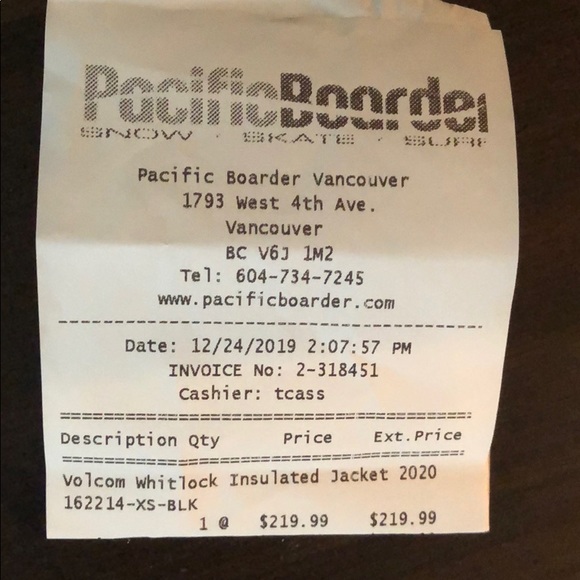 PacificBoarder
SNOW · SKATE · SURF
Pacific Boarder Vancouver
1793 West 4th Ave.
Vancouver
BC V6J 1M2
Tel: 604-734-7245
www.pacificboarder.com
Date: 12/24/2019 2:07:57 PM
INVOICE No: 2-318451
Cashier: tcass
Description Qty Price Ext.Price
Volcom Whitlock Insulated Jacket 2020
162214-XS-BLK
1 @ $219.99 $219.99